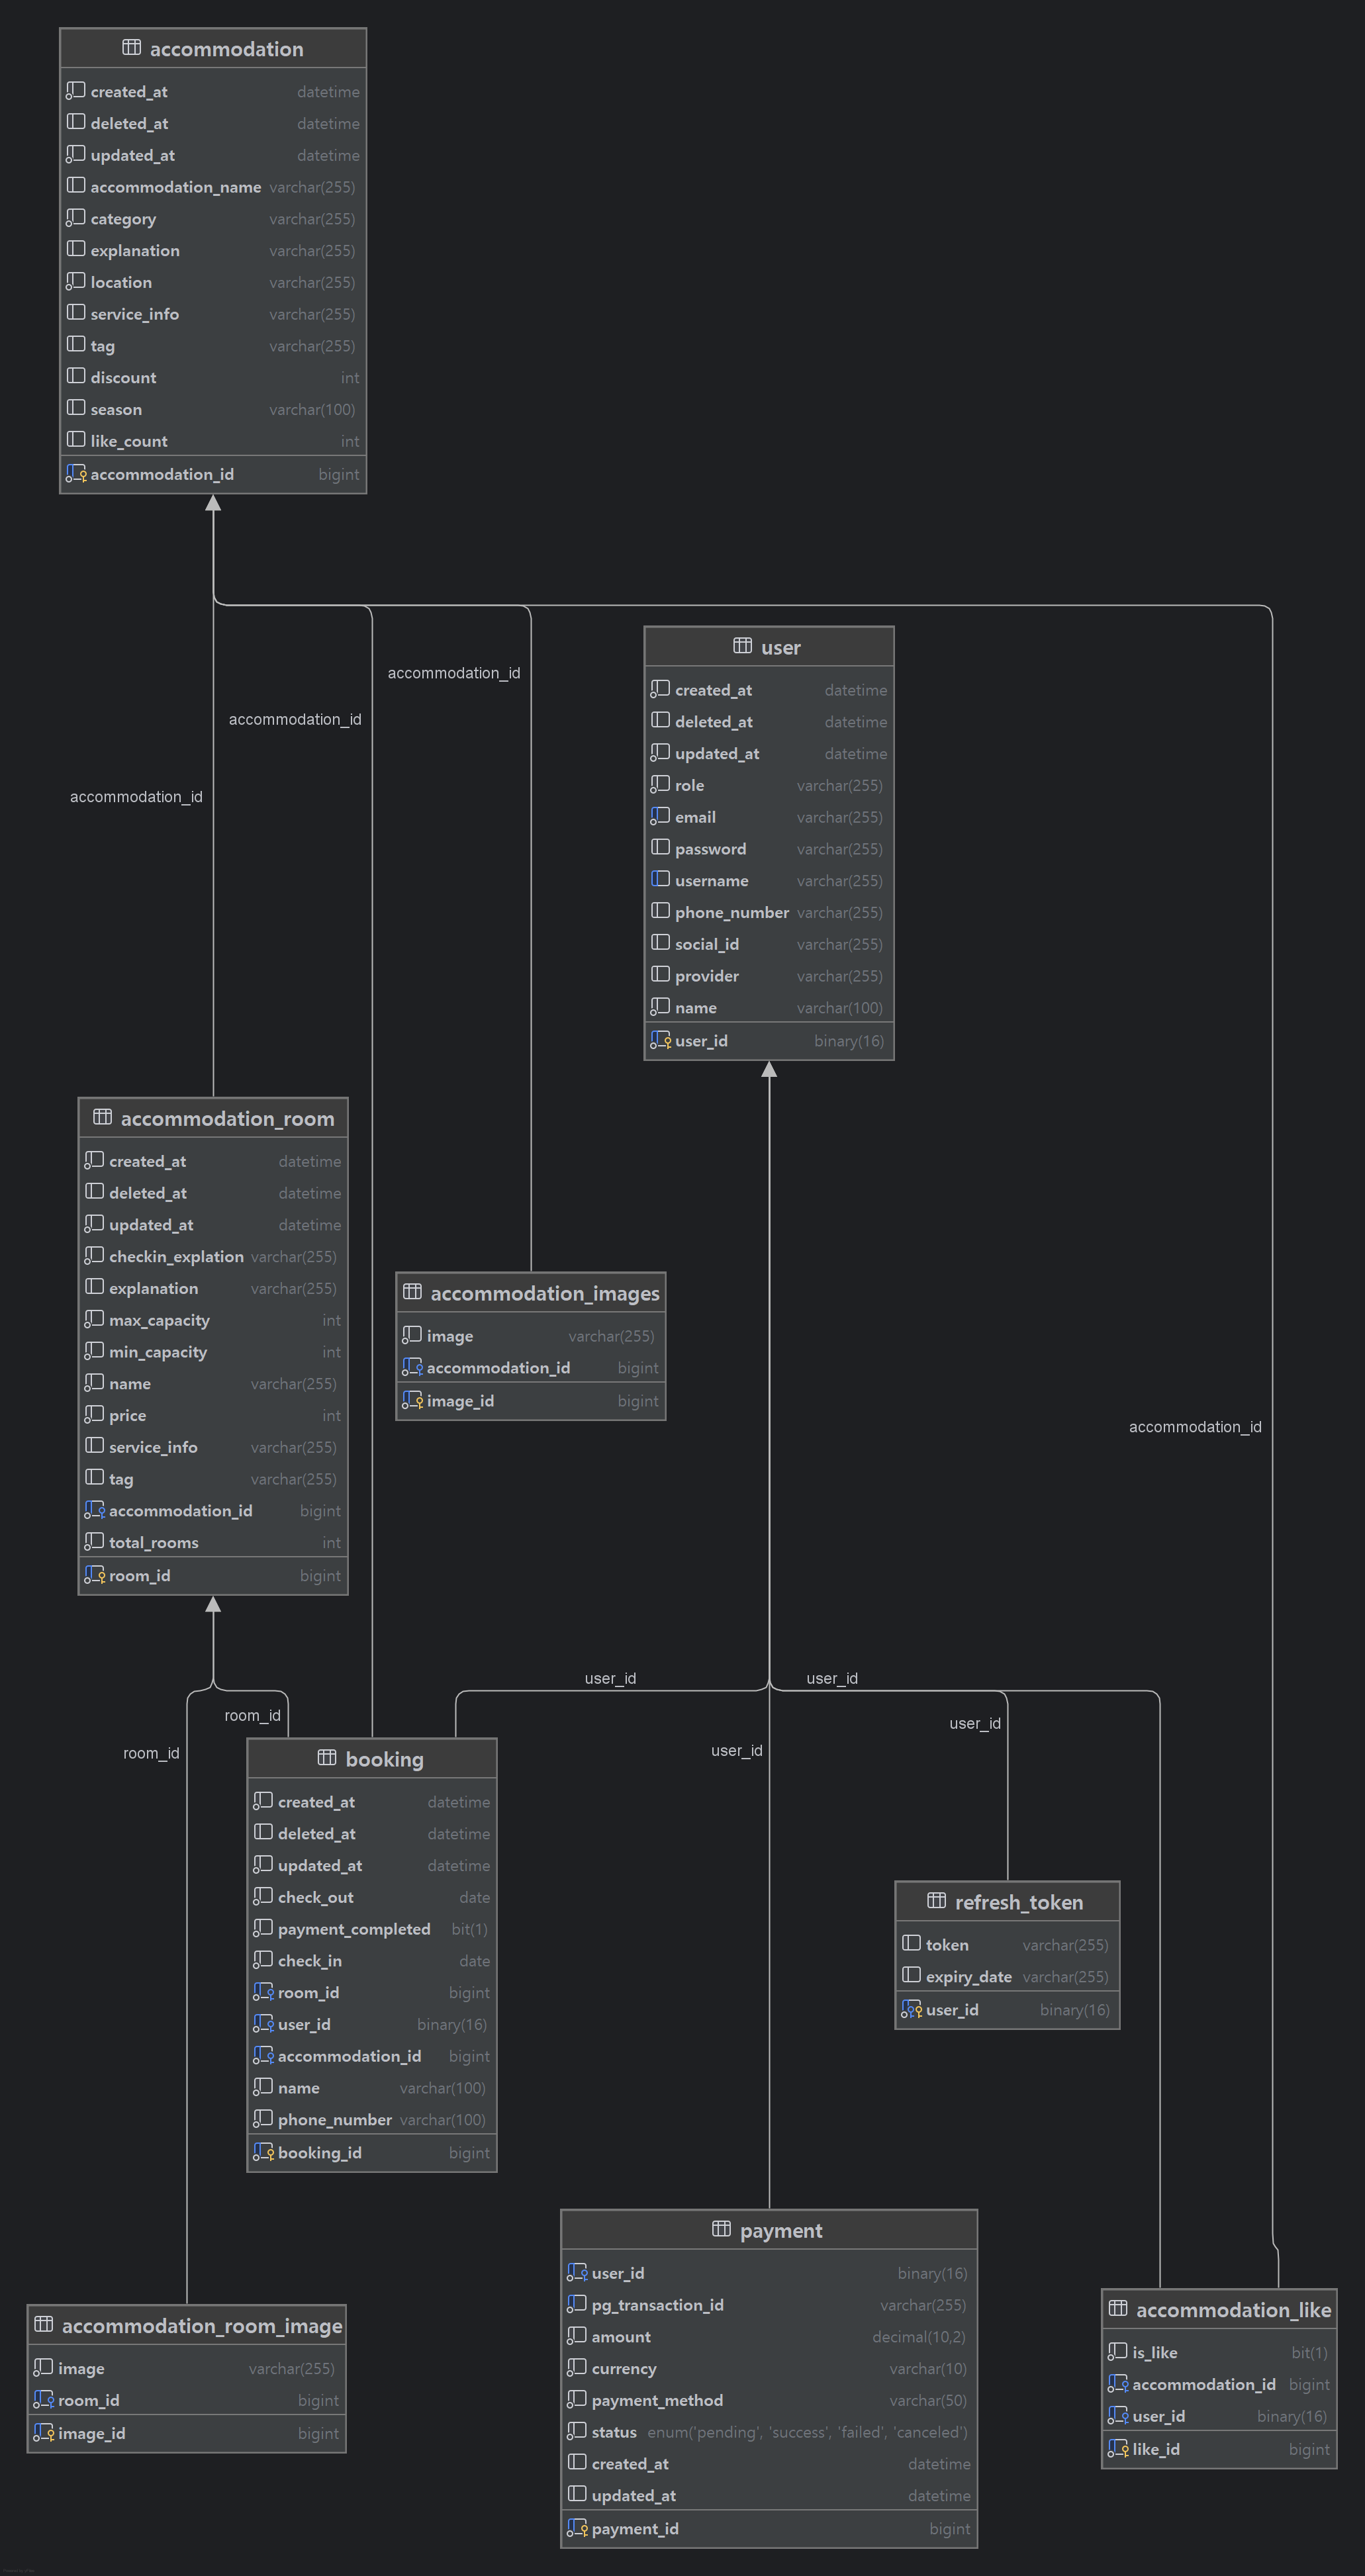 accommodation
created_at datetime
deleted_at datetime
updated_at datetime
accommodation_name varchar(255)
category varchar(255)
explanation varchar(255)
location varchar(255)
service_info varchar(255)
tag varchar(255)
discount int
season varchar(100)
like_count int
accommodation_id bigint
accommodation_id
accommodation_id
accommodation_id
user
created_at datetime
deleted_at datetime
updated_at datetime
role varchar(255)
email varchar(255)
password varchar(255)
username varchar(255)
phone_number varchar(255)
social_id varchar(255)
provider varchar(255)
name varchar(100)
user_id binary(16)
accommodation_room
created_at datetime
deleted_at datetime
updated_at datetime
checkin_explation varchar(255)
explanation varchar(255)
max_capacity int
min_capacity int
name varchar(255)
price int
service_info varchar(255)
tag varchar(255)
accommodation_id bigint
total_rooms int
room_id bigint
accommodation_images
image varchar(255)
accommodation_id bigint
image_id bigint
accommodation_id
user_id
user_id
room_id
user_id
room_id
user_id
booking
created_at datetime
deleted_at datetime
updated_at datetime
check_out date
payment_completed bit(1)
check_in date
room_id bigint
user_id binary(16)
accommodation_id bigint
name varchar(100)
phone_number varchar(100)
booking_id bigint
refresh_token
token varchar(255)
expiry_date varchar(255)
user_id binary(16)
payment
user_id binary(16)
pg_transaction_id varchar(255)
amount decimal(10,2)
currency varchar(10)
payment_method varchar(50)
status enum('pending', 'success', 'failed', 'canceled')
created_at datetime
updated_at datetime
payment_id bigint
accommodation_room_image
image varchar(255)
room_id bigint
image_id bigint
accommodation_like
is_like bit(1)
accommodation_id bigint
user_id binary(16)
like_id bigint